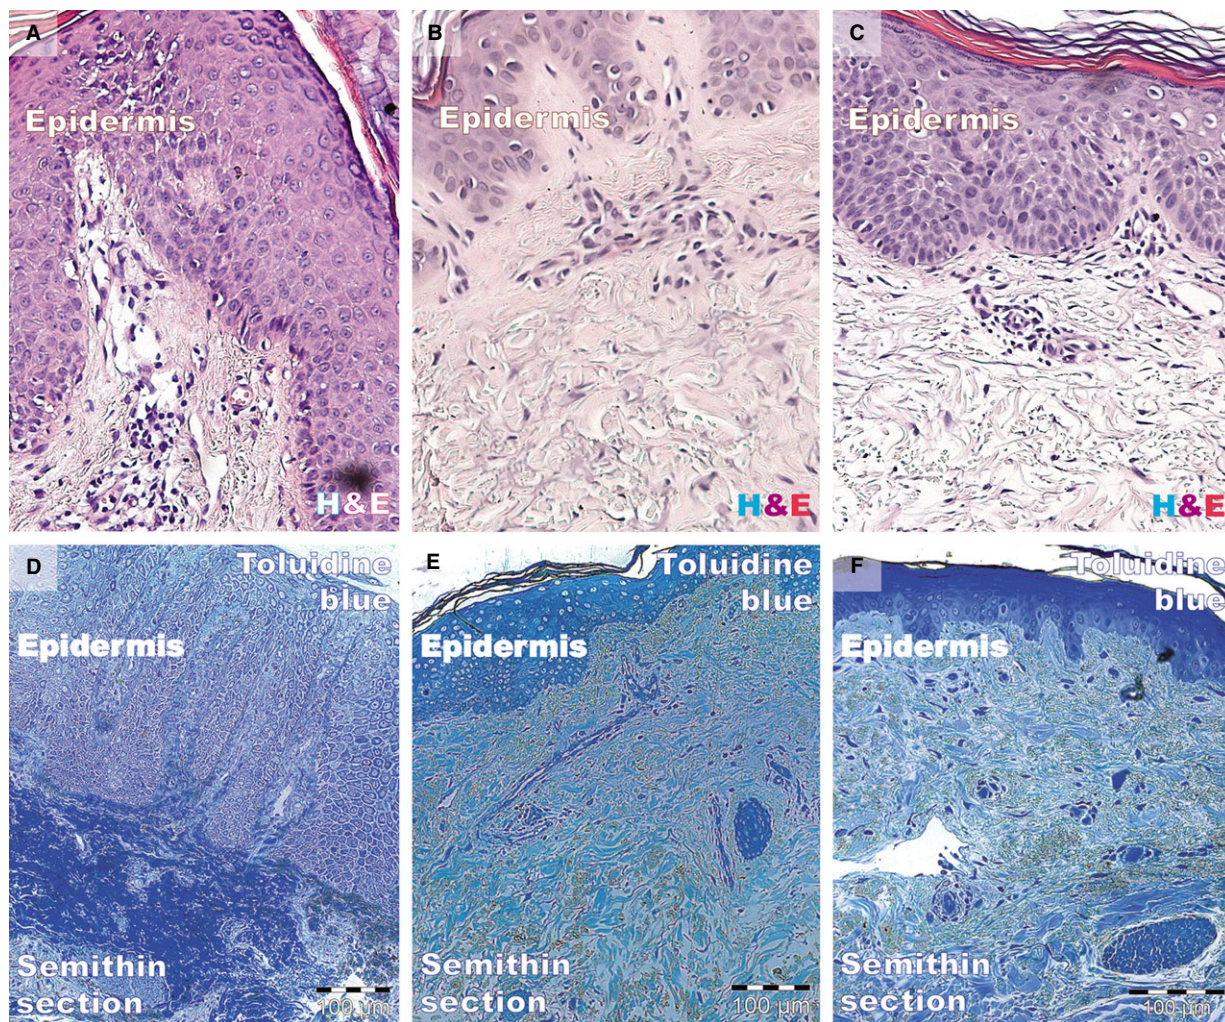 A
Epidermis
H&E
B
Epidermis
H&E
C
Epidermis
H&E
D
Toluidine
blue
Epidermis
Semithin
section
100 µm
E
Toluidine
blue
Epidermis
Semithin
section
100 µm
F
Toluidine
blue
Epidermis
Semithin
section
100 µm